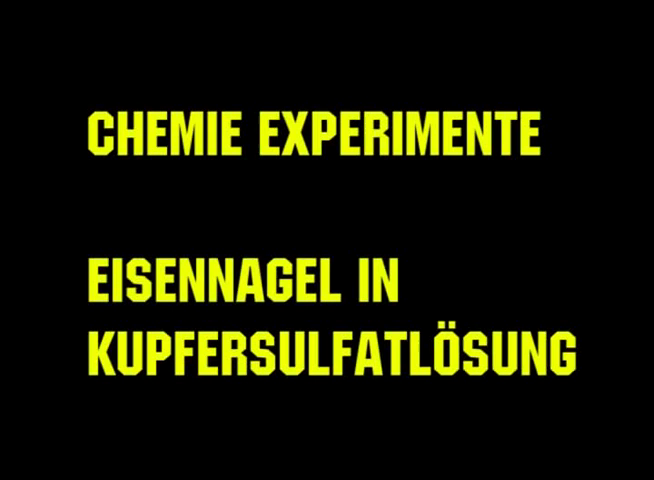 CHEMIE EXPERIMENTE
EISENNAGEL IN
KUPFERSULFATLÖSUNG